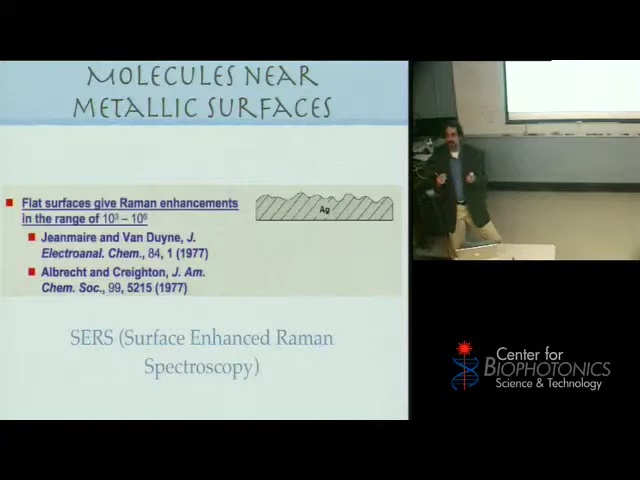 MOLECULES NEAR
METALLIC SURFACES
Flat surfaces give Raman enhancements
in the range of 10³ – 10⁶
Ag
Jeanmaire and Van Duyne, J.
Electroanal. Chem., 84, 1 (1977)
Albrecht and Creighton, J. Am.
Chem. Soc., 99, 5215 (1977)
SERS (Surface Enhanced Raman
Spectroscopy)
Center for
BIOPHOTONICS
Science & Technology